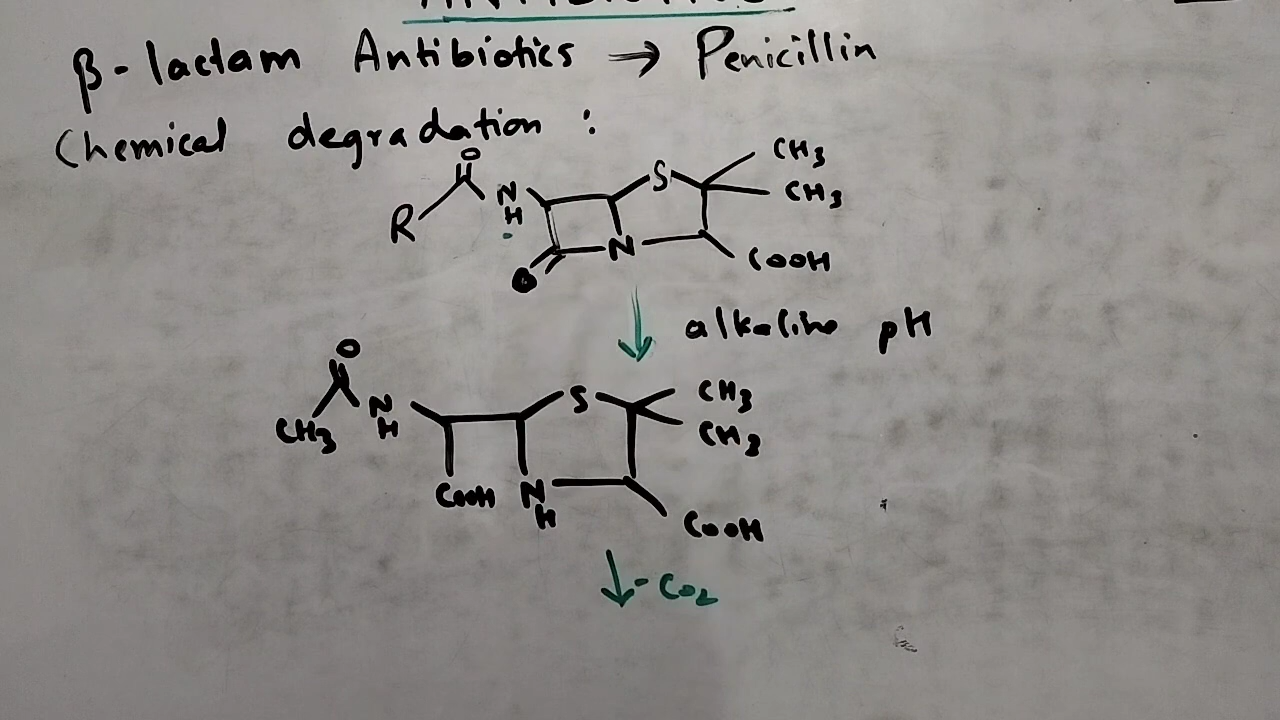 β-lactam Antibiotics → Penicillin
Chemical degradation :
O
R N H S CH3
CH3
O N COOH
↓ alkaline pH
O
CH3 N H S CH3
CH3
COOH N H COOH
↓ - CO2